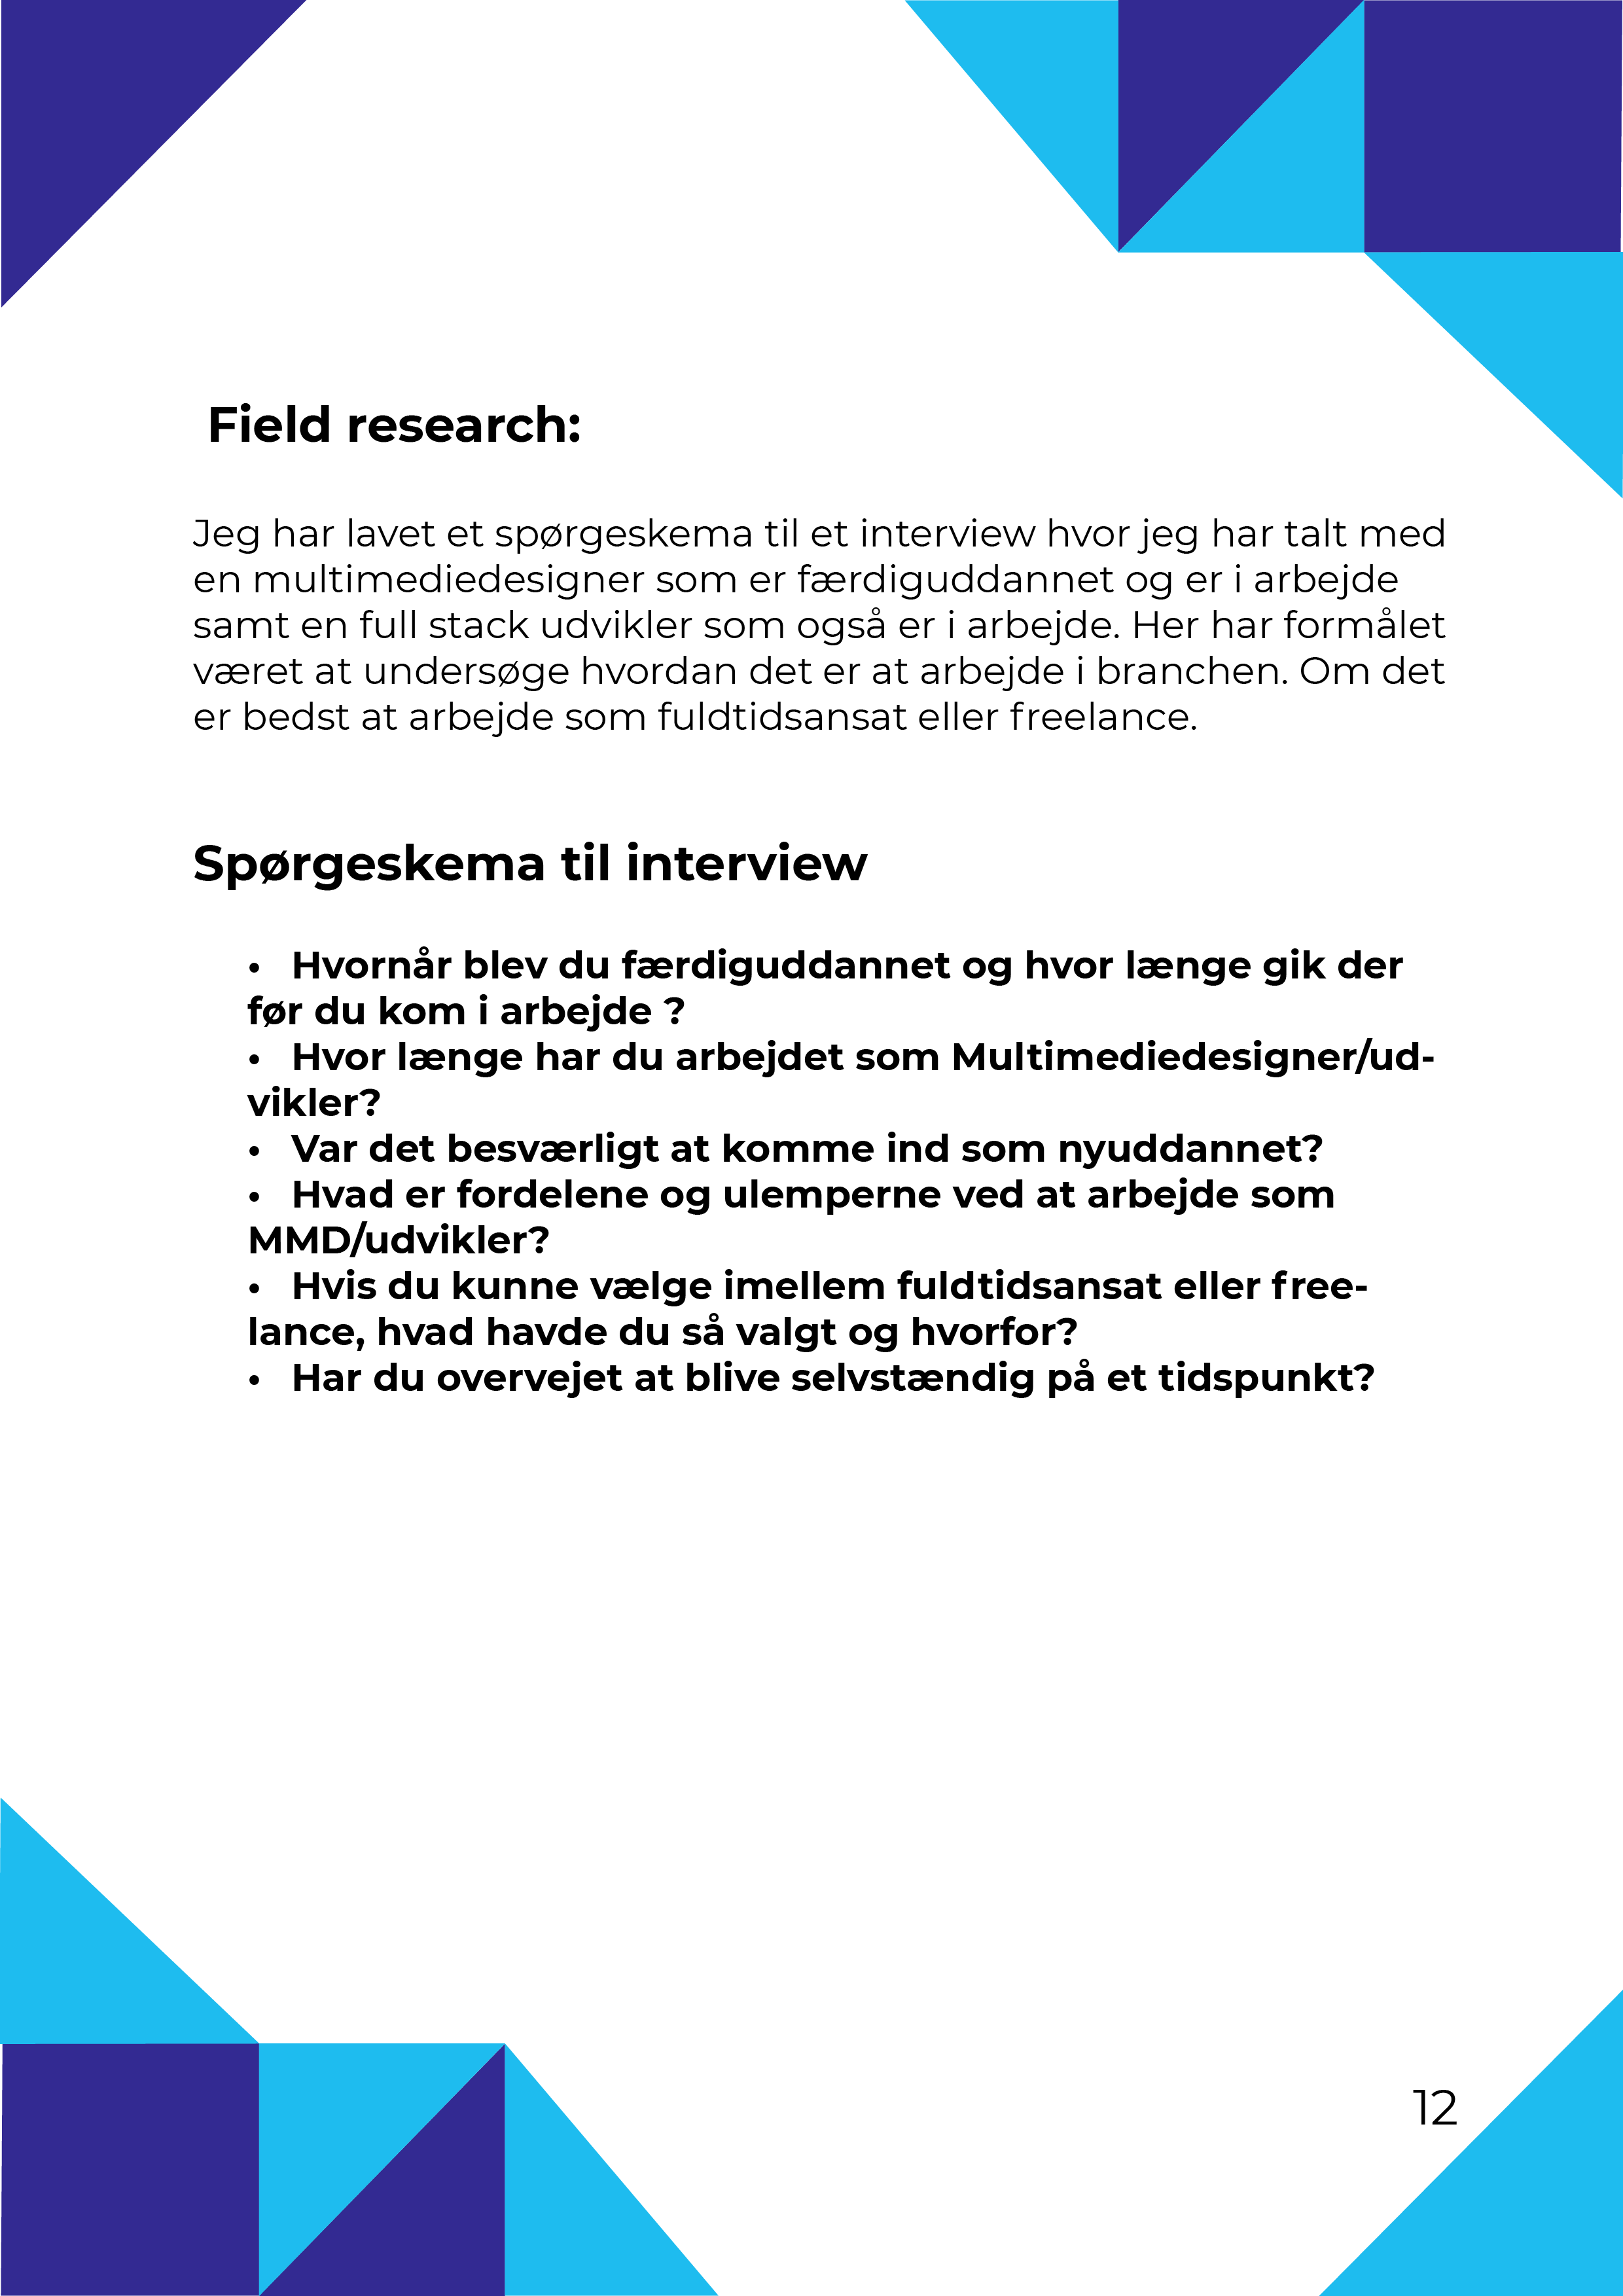 Field research:
Jeg har lavet et spørgeskema til et interview hvor jeg har talt med
en multimediedesigner som er færdiguddannet og er i arbejde
samt en full stack udvikler som også er i arbejde. Her har formålet
været at undersøge hvordan det er at arbejde i branchen. Om det
er bedst at arbejde som fuldtidsansat eller freelance.
Spørgeskema til interview
• Hvornår blev du færdiguddannet og hvor længe gik der
før du kom i arbejde ?
• Hvor længe har du arbejdet som Multimediedesigner/ud-
vikler?
• Var det besværligt at komme ind som nyuddannet?
• Hvad er fordelene og ulemperne ved at arbejde som
MMD/udvikler?
• Hvis du kunne vælge imellem fuldtidsansat eller free-
lance, hvad havde du så valgt og hvorfor?
• Har du overvejet at blive selvstændig på et tidspunkt?
12